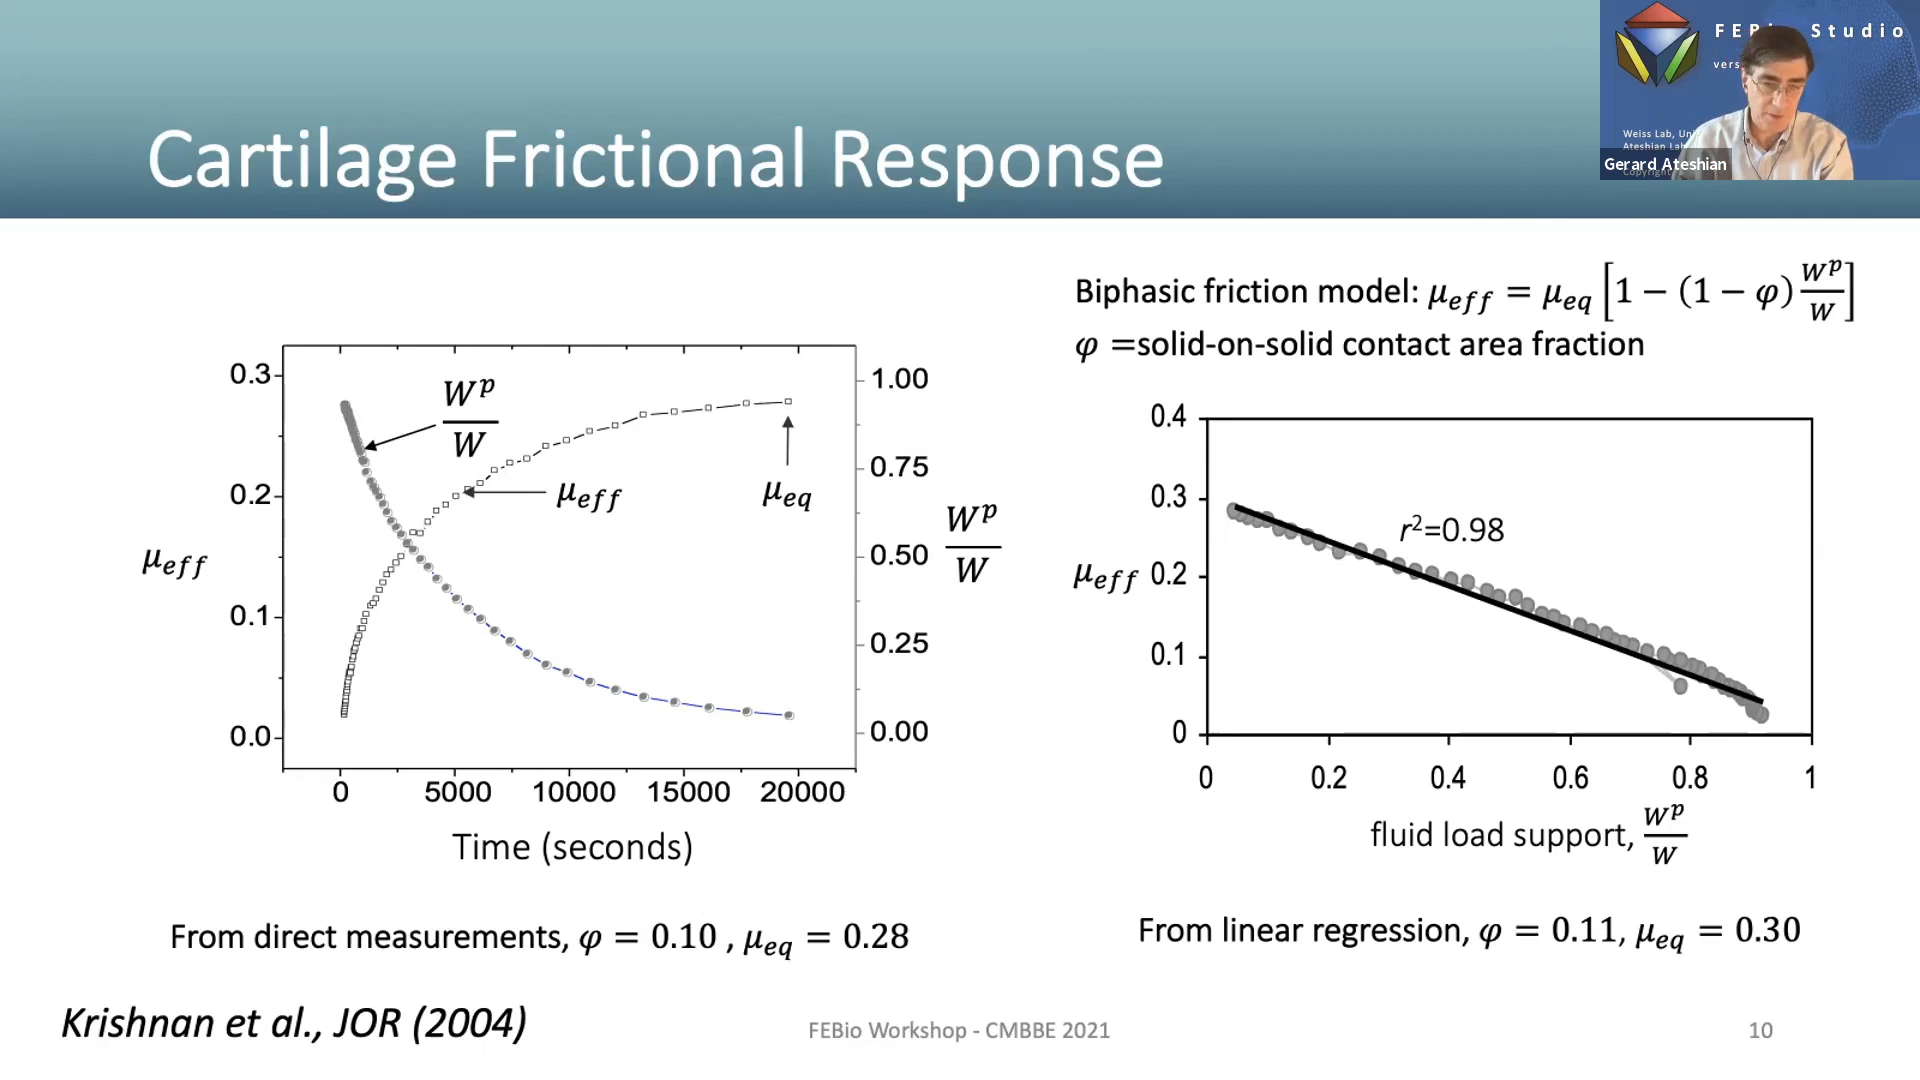 FEBio Studio
vers
Weiss Lab, Uni
Ateshian Lab
Copyright
Gerard Ateshian
Cartilage Frictional Response
Biphasic friction model: μ_eff = μ_eq [1 − (1 − φ) W^p/W]
φ =solid-on-solid contact area fraction
0.3
0.2
0.1
0.0
μ_eff
W^p/W
μ_eff
μ_eq
1.00
0.75
0.50
0.25
0.00
W^p/W
0 5000 10000 15000 20000
Time (seconds)
0.4
0.3
0.2
0.1
0
μ_eff
r²=0.98
0 0.2 0.4 0.6 0.8 1
fluid load support, W^p/W
From direct measurements, φ = 0.10 , μ_eq = 0.28
From linear regression, φ = 0.11, μ_eq = 0.30
Krishnan et al., JOR (2004)
FEBio Workshop - CMBBE 2021
10